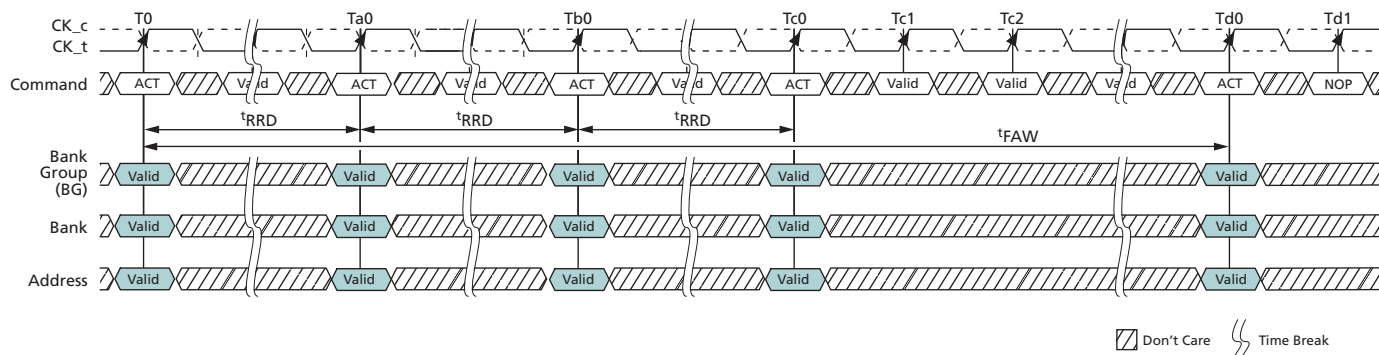 T0 Ta0 Tb0 Tc0 Tc1 Tc2 Td0 Td1
CK_c
CK_t
Command ACT Valid ACT Valid ACT Valid ACT Valid Valid Valid ACT NOP
tRRD tRRD tRRD
tFAW
Bank
Group
(BG)
Valid Valid Valid Valid Valid
Bank Valid Valid Valid Valid Valid
Address Valid Valid Valid Valid Valid
Don't Care Time Break